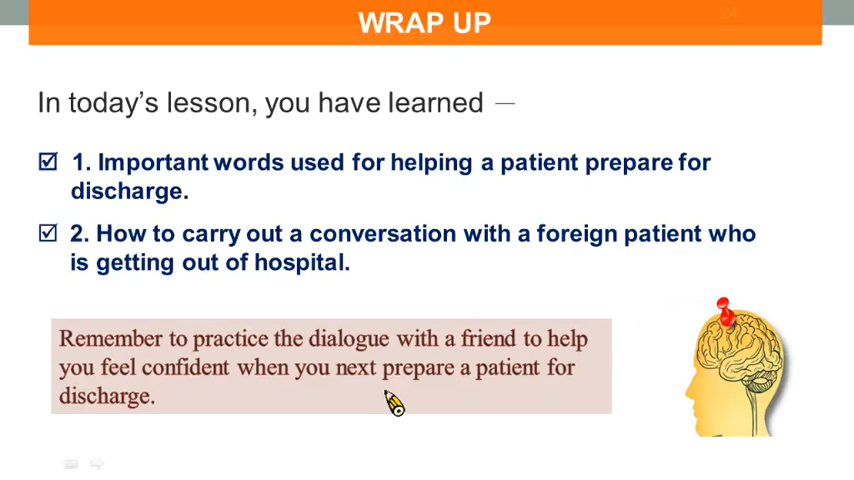 24
WRAP UP
In today’s lesson, you have learned —
1. Important words used for helping a patient prepare for
discharge.
2. How to carry out a conversation with a foreign patient who
is getting out of hospital.
Remember to practice the dialogue with a friend to help
you feel confident when you next prepare a patient for
discharge.